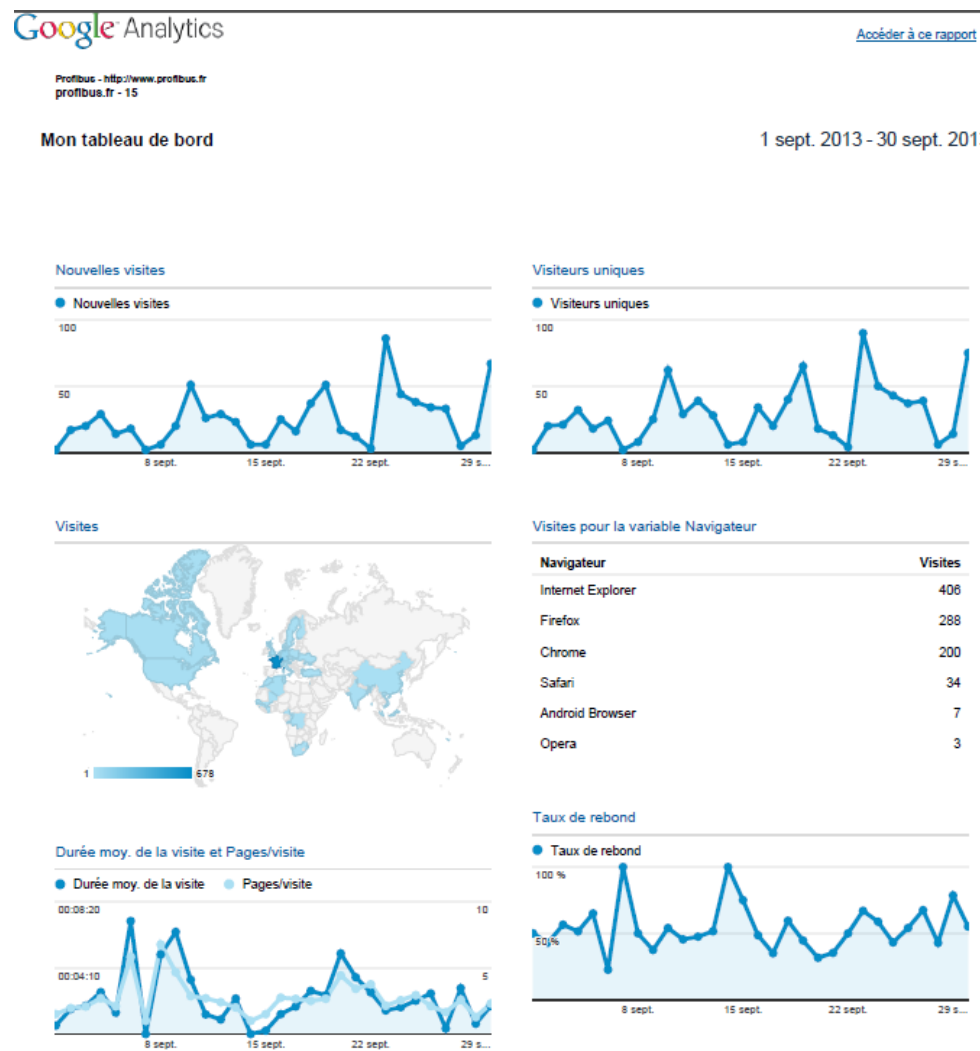 Google Analytics
Accéder à ce rapport
Profibus - http://www.profibus.fr
profibus.fr - 15
Mon tableau de bord
1 sept. 2013 - 30 sept. 201
Nouvelles visites
Nouvelles visites
100
50
8 sept.
15 sept.
22 sept.
29 s...
Visiteurs uniques
Visiteurs uniques
100
50
8 sept.
15 sept.
22 sept.
29 s...
Visites
1
678
Visites pour la variable Navigateur
Navigateur Visites
Internet Explorer 406
Firefox 288
Chrome 200
Safari 34
Android Browser 7
Opera 3
Durée moy. de la visite et Pages/visite
Durée moy. de la visite Pages/visite
00:08:20 10
00:04:10 5
8 sept.
15 sept.
22 sept.
29 s...
Taux de rebond
Taux de rebond
100 %
50 %
8 sept.
15 sept.
22 sept.
29 s...